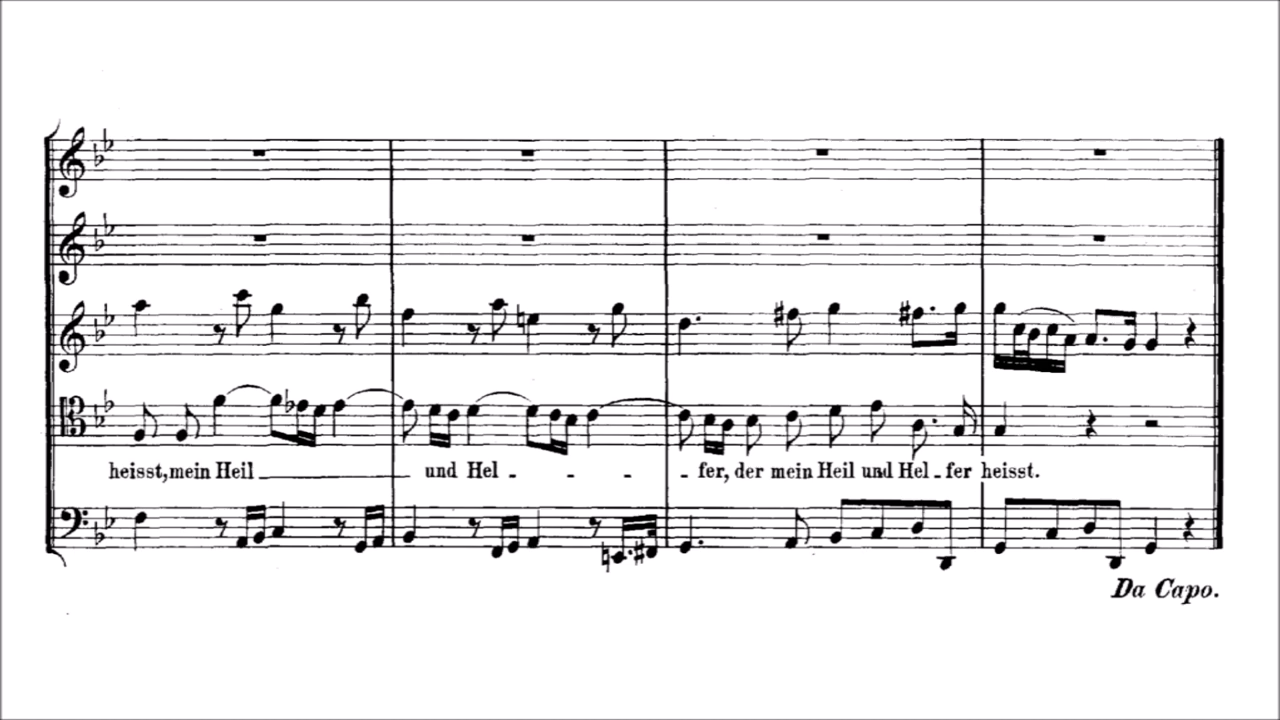 heisst, mein Heil und Hel - - - - fer, der mein Heil und Hel - fer heisst.
Da Capo.